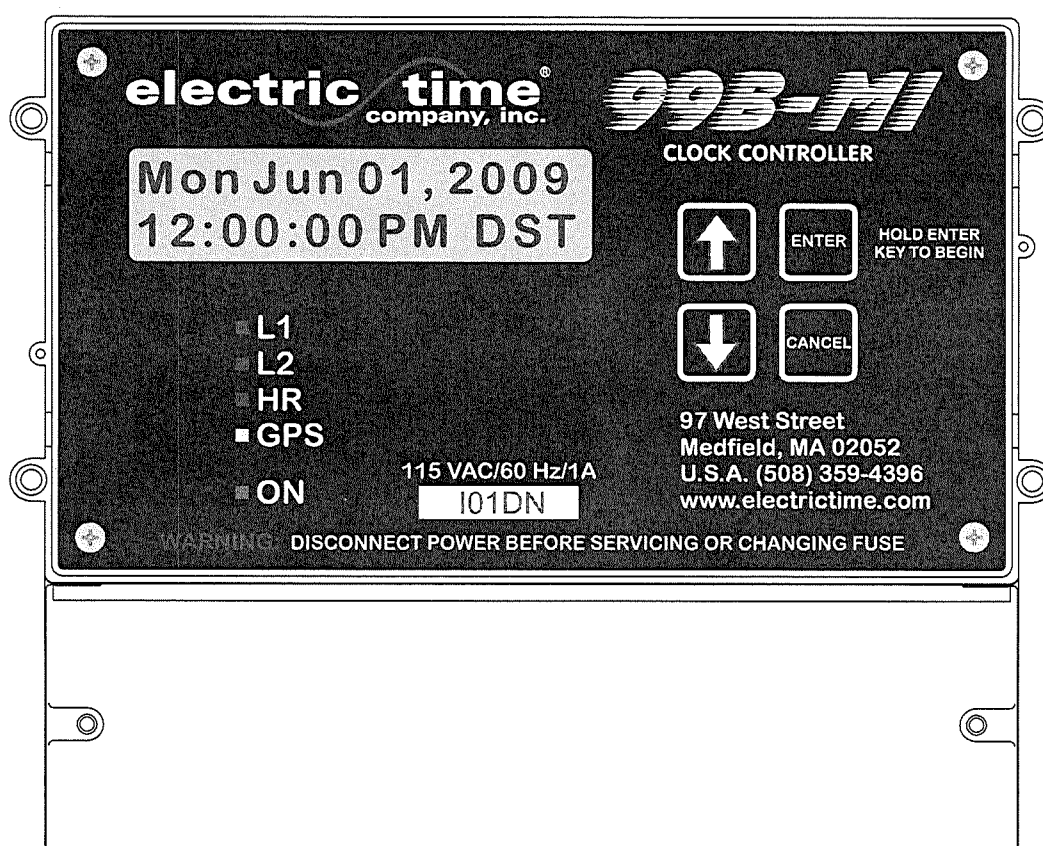 electric time®
company, inc.
99B-MI
CLOCK CONTROLLER
Mon Jun 01, 2009
12:00:00 PM DST
ENTER
HOLD ENTER
KEY TO BEGIN
CANCEL
L1
L2
HR
GPS
ON
115 VAC/60 Hz/1A
I01DN
97 West Street
Medfield, MA 02052
U.S.A. (508) 359-4396
www.electrictime.com
WARNING DISCONNECT POWER BEFORE SERVICING OR CHANGING FUSE